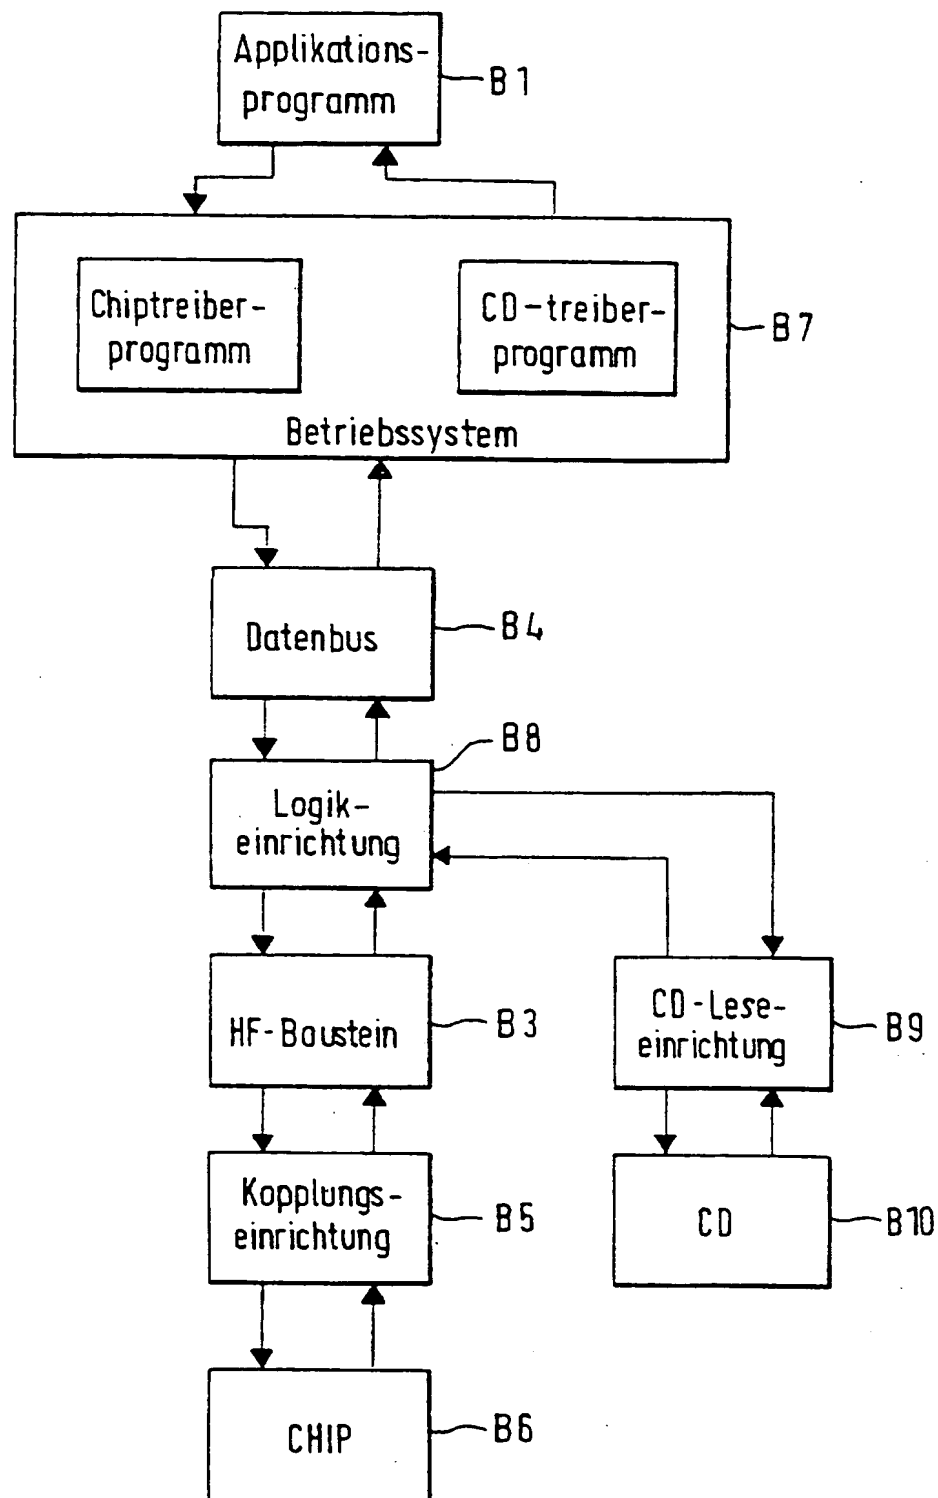 Applikations-
programm
B1
Chiptreiber-
programm
CD-treiber-
programm
B7
Betriebssystem
Datenbus
B4
B8
Logik-
einrichtung
HF-Baustein
B3
CD-Lese-
einrichtung
B9
Kopplungs-
einrichtung
B5
CD
B10
CHIP
B6